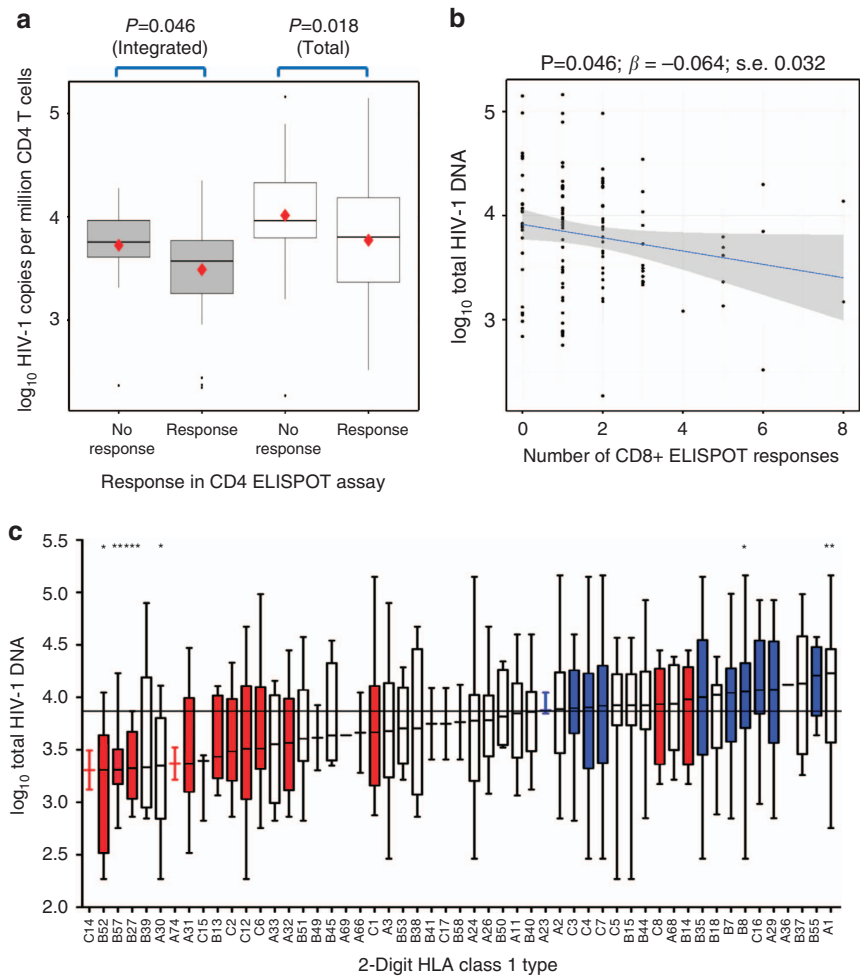 a
P=0.046
(Integrated)
P=0.018
(Total)
log10 HIV-1 copies per million CD4 T cells
5
4
3
No response
Response
No response
Response
Response in CD4 ELISPOT assay
b
P=0.046; β = –0.064; s.e. 0.032
log10 total HIV-1 DNA
5
4
3
0 2 4 6 8
Number of CD8+ ELISPOT responses
c
log10 total HIV-1 DNA
5.5
5.0
4.5
4.0
3.5
3.0
2.5
2.0
* ***** * * **
C14 B52 B57 B27 B39 A30 A74 A31 C15 B13 C2 C12 C6 A33 A32 B51 B49 B45 A69 A66 C1 A3 B53 B38 B41 C17 B58 A24 A26 B50 A11 B40 A23 A2 C3 C4 C7 C5 B15 B44 C8 A68 B14 B35 B18 B7 B8 C16 A29 A36 B37 B55 A1
2-Digit HLA class 1 type